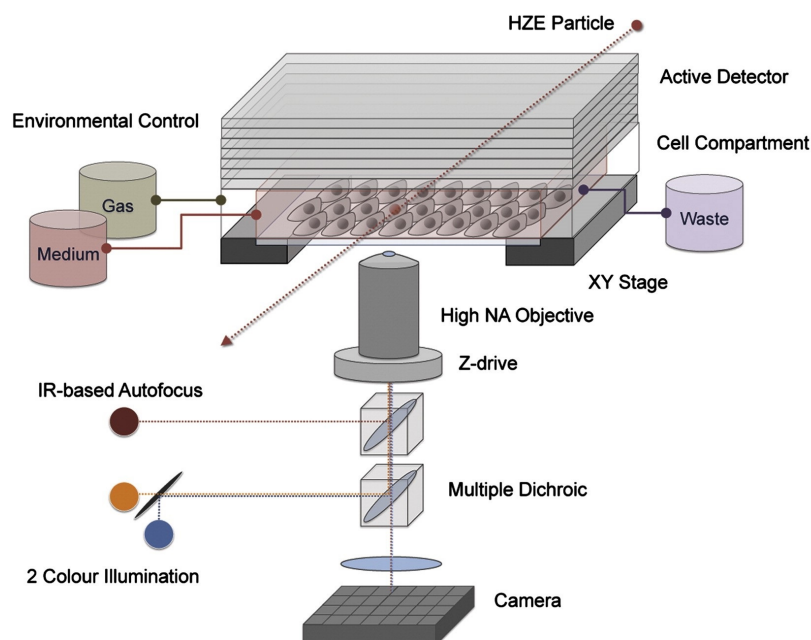 HZE Particle
Active Detector
Environmental Control
Cell Compartment
Gas
Waste
Medium
XY Stage
High NA Objective
Z-drive
IR-based Autofocus
Multiple Dichroic
2 Colour Illumination
Camera